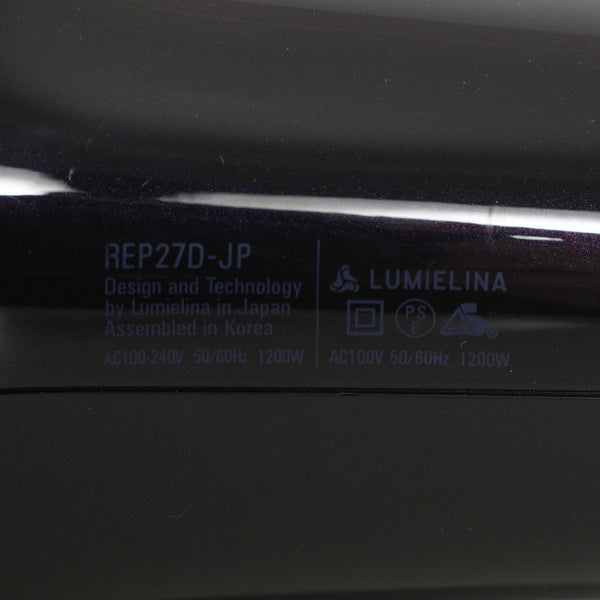 REP27D-JP
Design and Technology
by Lumielina in Japan
Assembled in Korea
AC100-240V 50/60Hz 1200W
LUMIELINA
PS E
AC100V 50/60Hz, 1200W